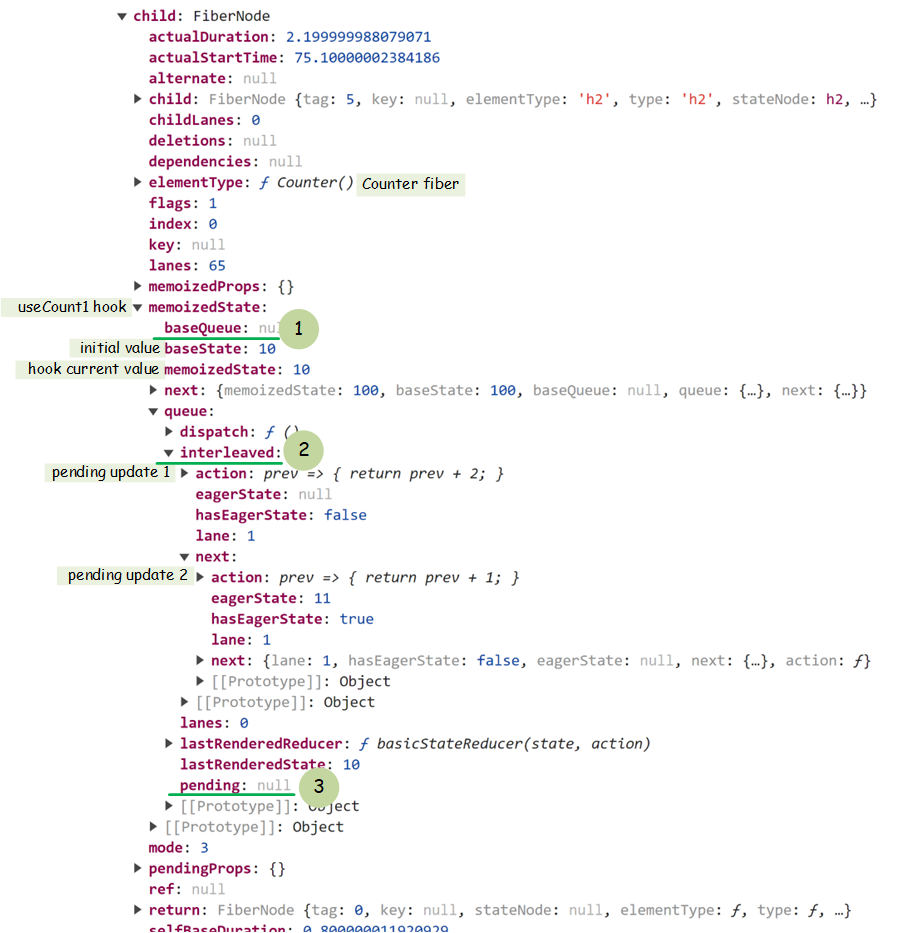 child: FiberNode
actualDuration: 2.199999988079071
actualStartTime: 75.10000002384186
alternate: null
child: FiberNode {tag: 5, key: null, elementType: 'h2', type: 'h2', stateNode: h2, …}
childLanes: 0
deletions: null
dependencies: null
elementType: ƒ Counter() Counter fiber
flags: 1
index: 0
key: null
lanes: 65
memoizedProps: {}
useCount1 hook memoizedState:
baseQueue: nu 1
initial value baseState: 10
hook current value memoizedState: 10
next: {memoizedState: 100, baseState: 100, baseQueue: null, queue: {…}, next: {…}}
queue:
dispatch: ƒ ()
interleaved: 2
pending update 1 action: prev => { return prev + 2; }
eagerState: null
hasEagerState: false
lane: 1
next:
pending update 2 action: prev => { return prev + 1; }
eagerState: 11
hasEagerState: true
lane: 1
next: {lane: 1, hasEagerState: false, eagerState: null, next: {…}, action: ƒ}
[[Prototype]]: Object
[[Prototype]]: Object
lanes: 0
lastRenderedReducer: ƒ basicStateReducer(state, action)
lastRenderedState: 10
pending: null 3
[[Prototype]]: Object
[[Prototype]]: Object
mode: 3
pendingProps: {}
ref: null
return: FiberNode {tag: 0, key: null, stateNode: null, elementType: ƒ, type: ƒ, …}
selfBaseDuration: 0.800000011920929